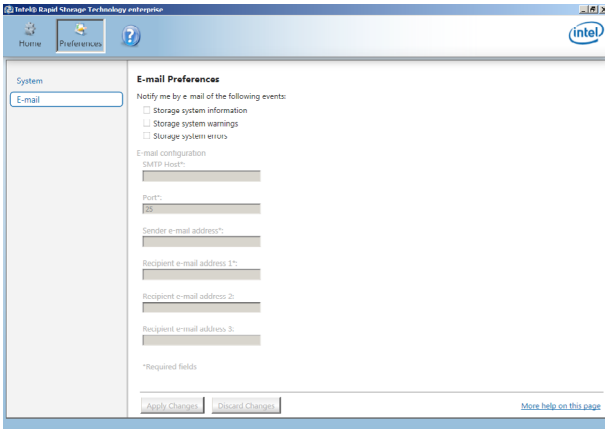 Intel® Rapid Storage Technology enterprise
Home
Preferences
?
intel
System
E-mail
E-mail Preferences
Notify me by e-mail of the following events:
Storage system information
Storage system warnings
Storage system errors
E-mail configuration
SMTP Host*:
Port*:
25
Sender e-mail address*:
Recipient e-mail address 1*:
Recipient e-mail address 2:
Recipient e-mail address 3:
*Required fields
Apply Changes
Discard Changes
More help on this page